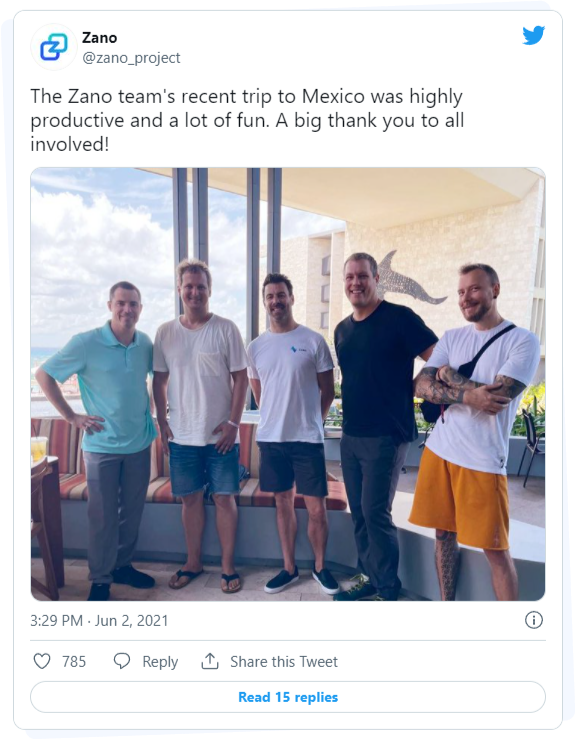 Zano
@zano_project
The Zano team's recent trip to Mexico was highly
productive and a lot of fun. A big thank you to all
involved!
3:29 PM · Jun 2, 2021
785
Reply
Share this Tweet
Read 15 replies